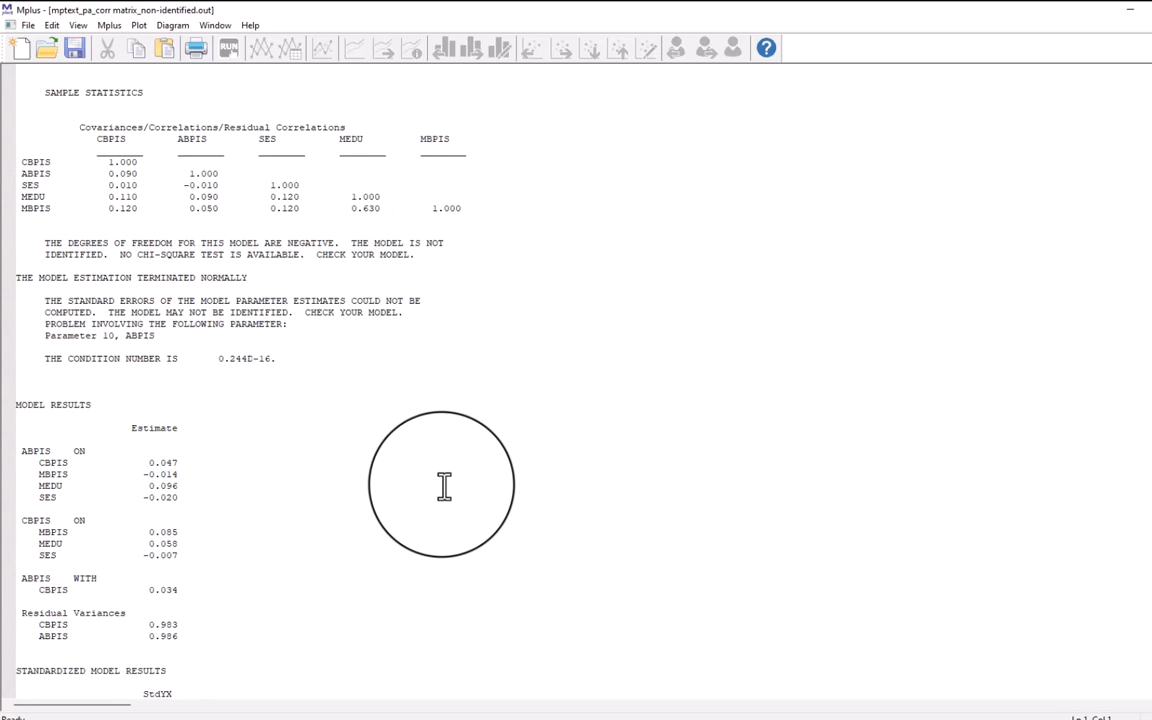 Mplus - [mptext_pa_corr matrix_non-identified.out]
File Edit View Mplus Plot Diagram Window Help
RUN
SAMPLE STATISTICS
Covariances/Correlations/Residual Correlations
CBPIS ABPIS SES MEDU MBPIS
CBPIS 1.000
ABPIS 0.090 1.000
SES 0.010 -0.010 1.000
MEDU 0.110 0.090 0.120 1.000
MBPIS 0.120 0.050 0.120 0.630 1.000
THE DEGREES OF FREEDOM FOR THIS MODEL ARE NEGATIVE. THE MODEL IS NOT
IDENTIFIED. NO CHI-SQUARE TEST IS AVAILABLE. CHECK YOUR MODEL.
THE MODEL ESTIMATION TERMINATED NORMALLY
THE STANDARD ERRORS OF THE MODEL PARAMETER ESTIMATES COULD NOT BE
COMPUTED. THE MODEL MAY NOT BE IDENTIFIED. CHECK YOUR MODEL.
PROBLEM INVOLVING THE FOLLOWING PARAMETER:
Parameter 10, ABPIS
THE CONDITION NUMBER IS 0.244D-16.
MODEL RESULTS
Estimate
ABPIS ON
CBPIS 0.047
MBPIS -0.014
MEDU 0.096
SES -0.020
CBPIS ON
MBPIS 0.085
MEDU 0.058
SES -0.007
ABPIS WITH
CBPIS 0.034
Residual Variances
CBPIS 0.983
ABPIS 0.986
STANDARDIZED MODEL RESULTS
StdYX
Ready
Ln 1, Col 1